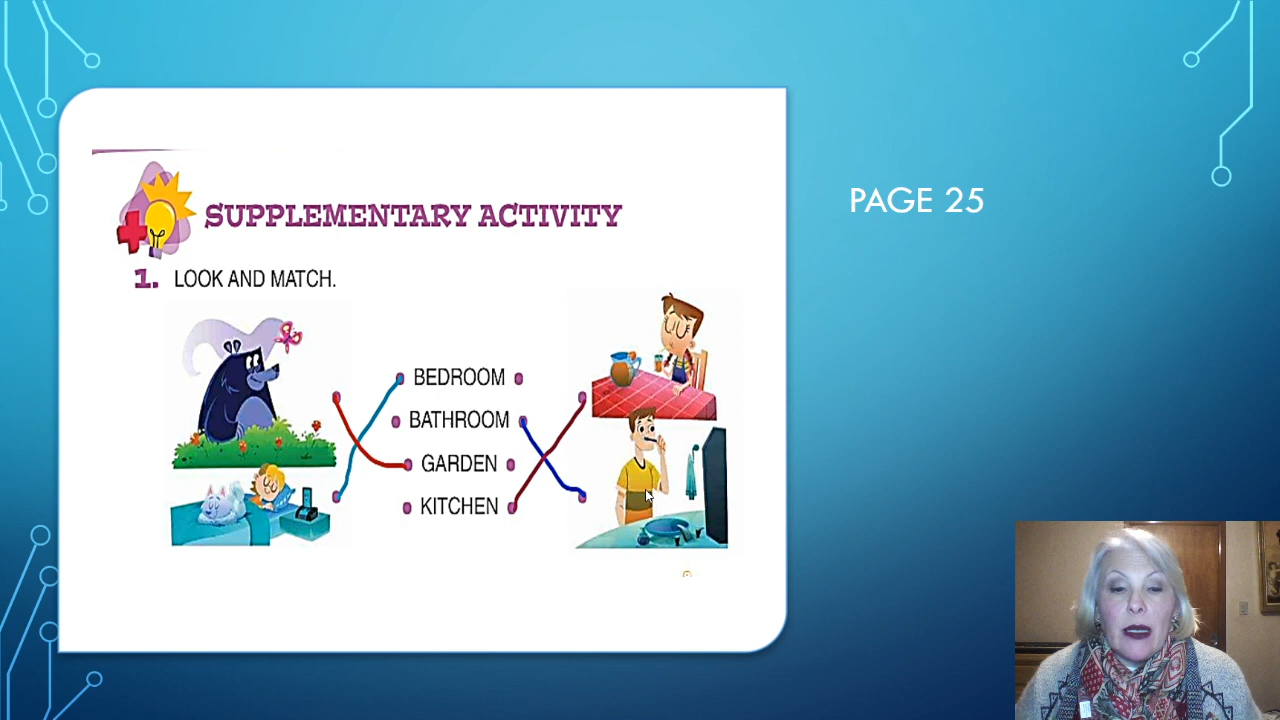 SUPPLEMENTARY ACTIVITY
1. LOOK AND MATCH.
BEDROOM
BATHROOM
GARDEN
KITCHEN
PAGE 25